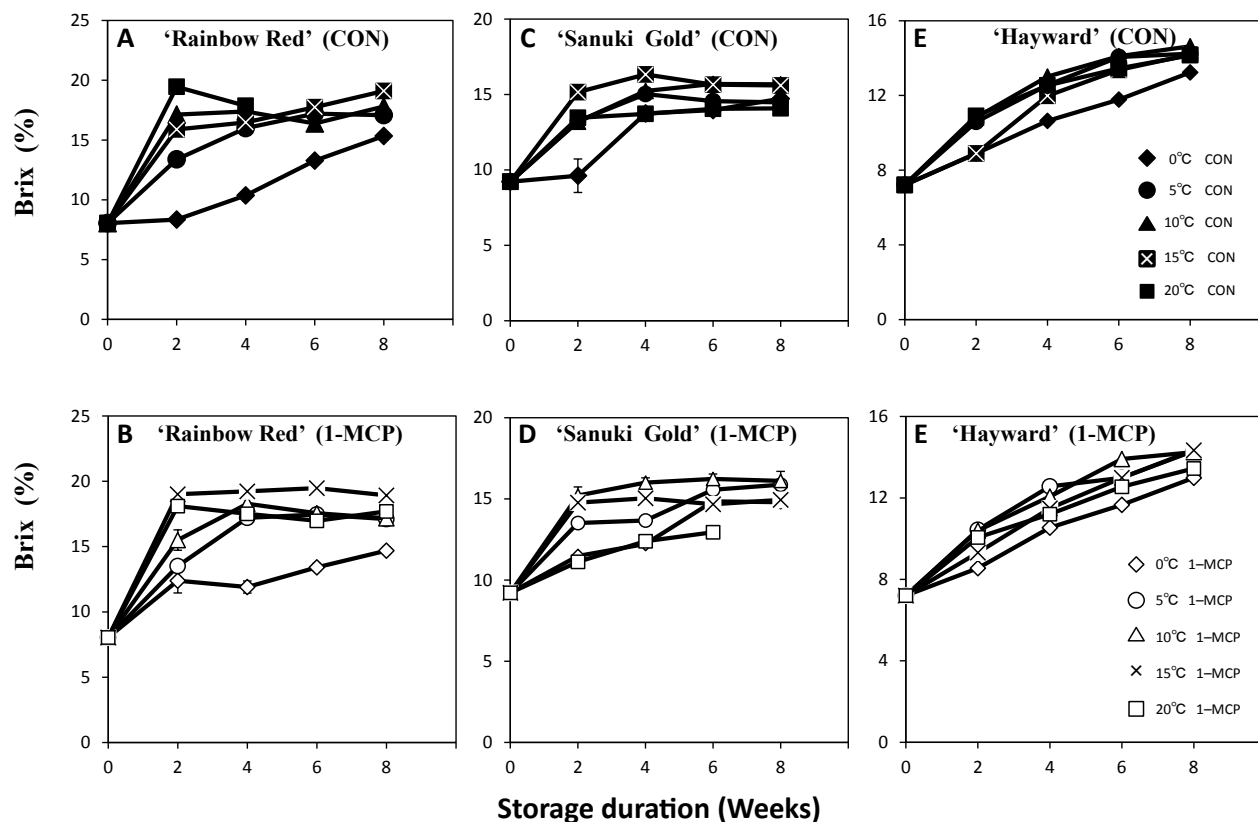 A 'Rainbow Red' (CON)
25
20
15
10
5
0
0 2 4 6 8
Brix (%)
C 'Sanuki Gold' (CON)
20
15
10
5
0
0 2 4 6 8
E 'Hayward' (CON)
16
12
8
4
0
0 2 4 6 8
0℃ CON
5℃ CON
10℃ CON
15℃ CON
20℃ CON
B 'Rainbow Red' (1-MCP)
25
20
15
10
5
0
0 2 4 6 8
Brix (%)
D 'Sanuki Gold' (1-MCP)
20
15
10
5
0
0 2 4 6 8
E 'Hayward' (1-MCP)
16
12
8
4
0
0 2 4 6 8
0℃ 1–MCP
5℃ 1–MCP
10℃ 1–MCP
15℃ 1–MCP
20℃ 1–MCP
Storage duration (Weeks)